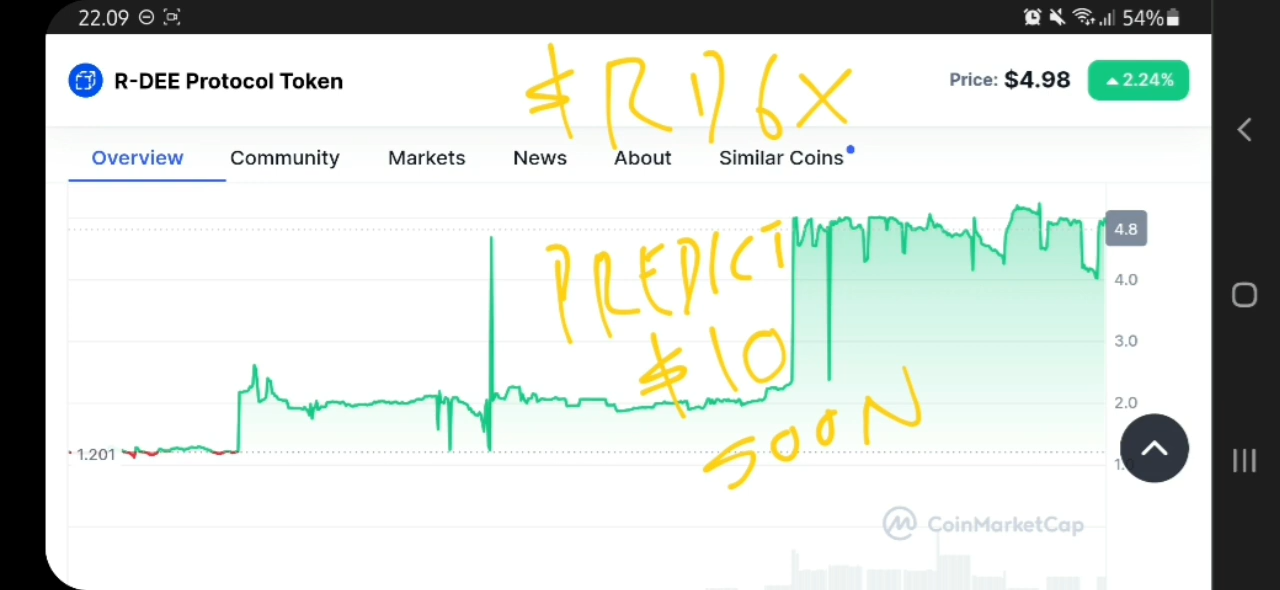 22.09 54%
R-DEE Protocol Token
Price: $4.98 2.24%
$RD6X
Overview Community Markets News About Similar Coins
PREDICT
$10
SOON
4.8
4.0
3.0
2.0
1.201
CoinMarketCap